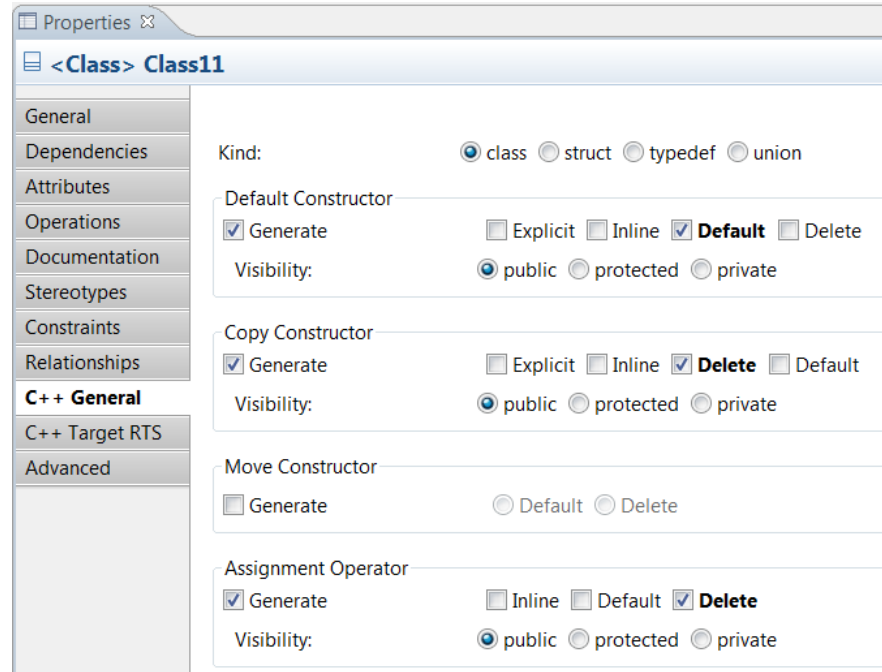 Properties
<Class> Class11
General
Dependencies
Attributes
Operations
Documentation
Stereotypes
Constraints
Relationships
C++ General
C++ Target RTS
Advanced
Kind: class struct typedef union
Default Constructor
Generate Explicit Inline Default Delete
Visibility: public protected private
Copy Constructor
Generate Explicit Inline Delete Default
Visibility: public protected private
Move Constructor
Generate Default Delete
Assignment Operator
Generate Inline Default Delete
Visibility: public protected private